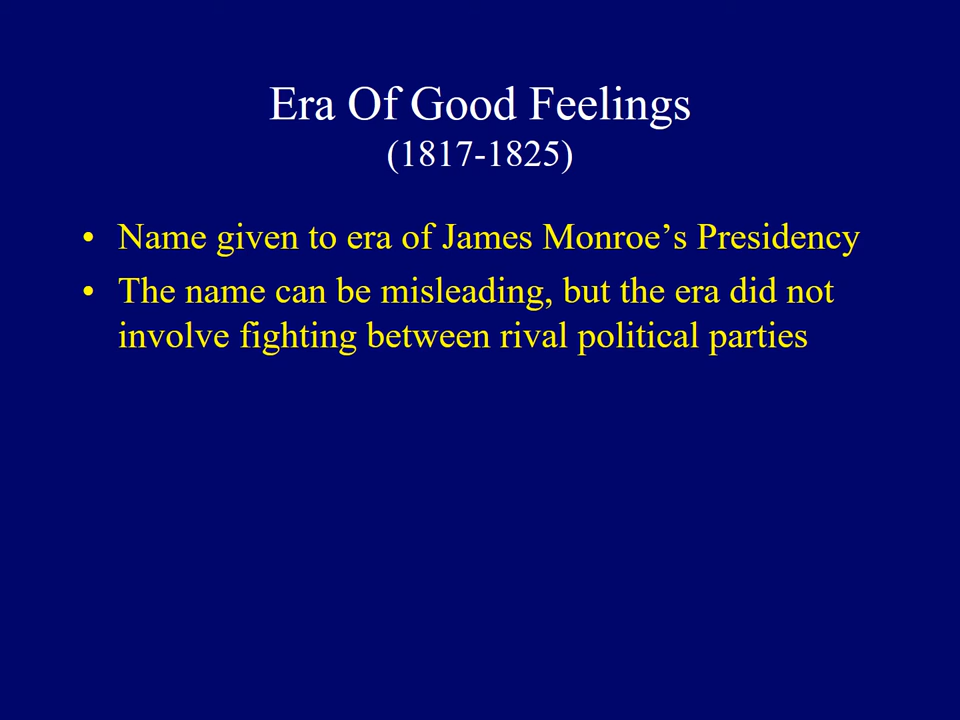 Era Of Good Feelings
(1817-1825)
• Name given to era of James Monroe’s Presidency
• The name can be misleading, but the era did not
involve fighting between rival political parties